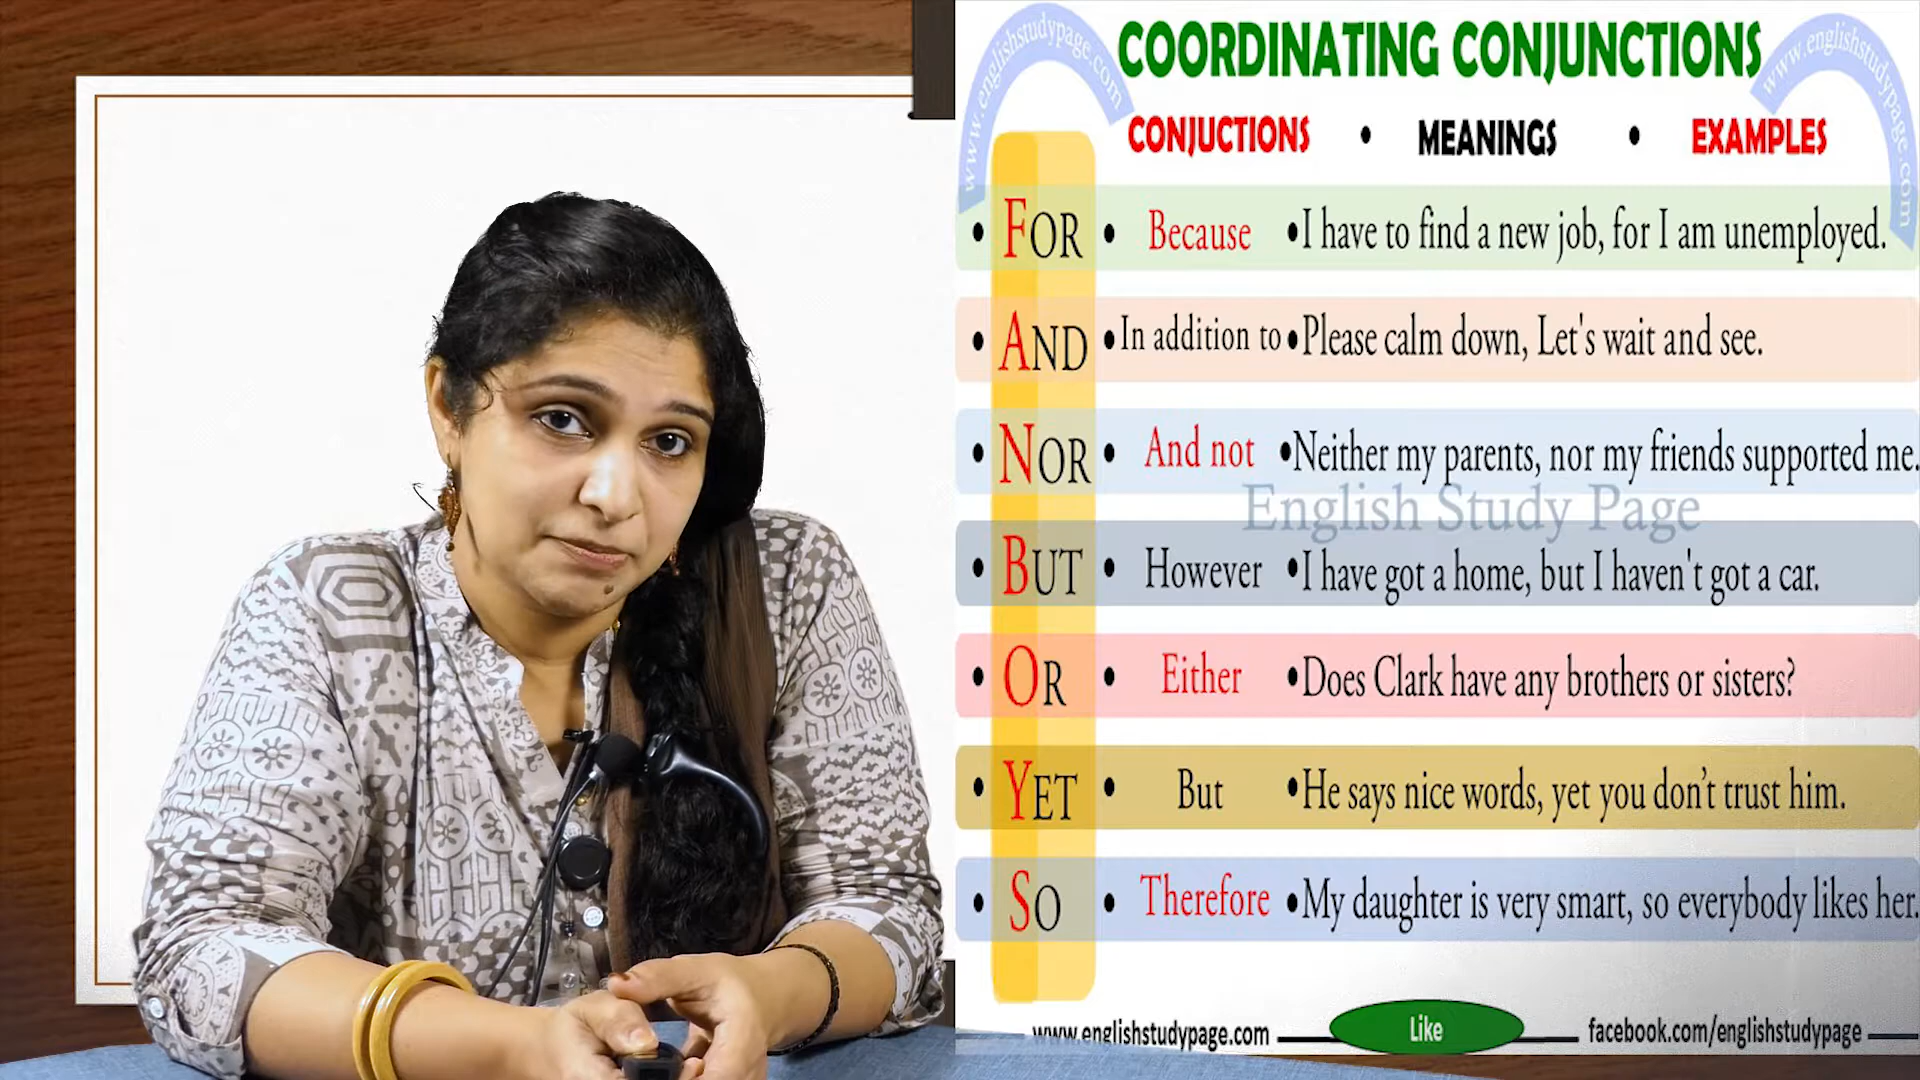 COORDINATING CONJUNCTIONS
www.englishstudypage.com
www.englishstudypage.com
CONJUCTIONS • MEANINGS • EXAMPLES
• FOR • Because • I have to find a new job, for I am unemployed.
• AND • In addition to • Please calm down, Let's wait and see.
• NOR • And not • Neither my parents, nor my friends supported me.
English Study Page
• BUT • However • I have got a home, but I haven't got a car.
• OR • Either • Does Clark have any brothers or sisters?
• YET • But • He says nice words, yet you don’t trust him.
• SO • Therefore • My daughter is very smart, so everybody likes her.
www.englishstudypage.com Like facebook.com/englishstudypage